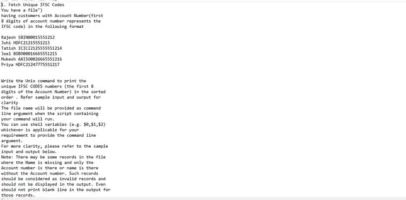 1. Fetch Unique IFSC Codes
You have a file")
having customers with Account Number(first
8 digits of account number represents the
IFSC code) in the following format
Rajesh
Juhi
Tatish
Joel
Mukesh
Priya
Write the Unix command to print the
unique IFSC CODES numbers (the first 8
digits of the Account Number) in the sorted
order . Refer sample input and output for
clarity
The file name will be provided as command
line argument when the script containing
your command will run.
You can use shell variables (e.g. $0,$1,$2)
whichever is applicable for your
requirement to provide the command line
argument.
For more clarity, please refer to the sample
input and output below.
Note: There may be some records in the file
where the Name is missing and only the
Account number is there or name is there
without the Account number. Such records
should be considered as invalid records and
should not be displayed in the output. Even
should not print blank line in the output for
those records.